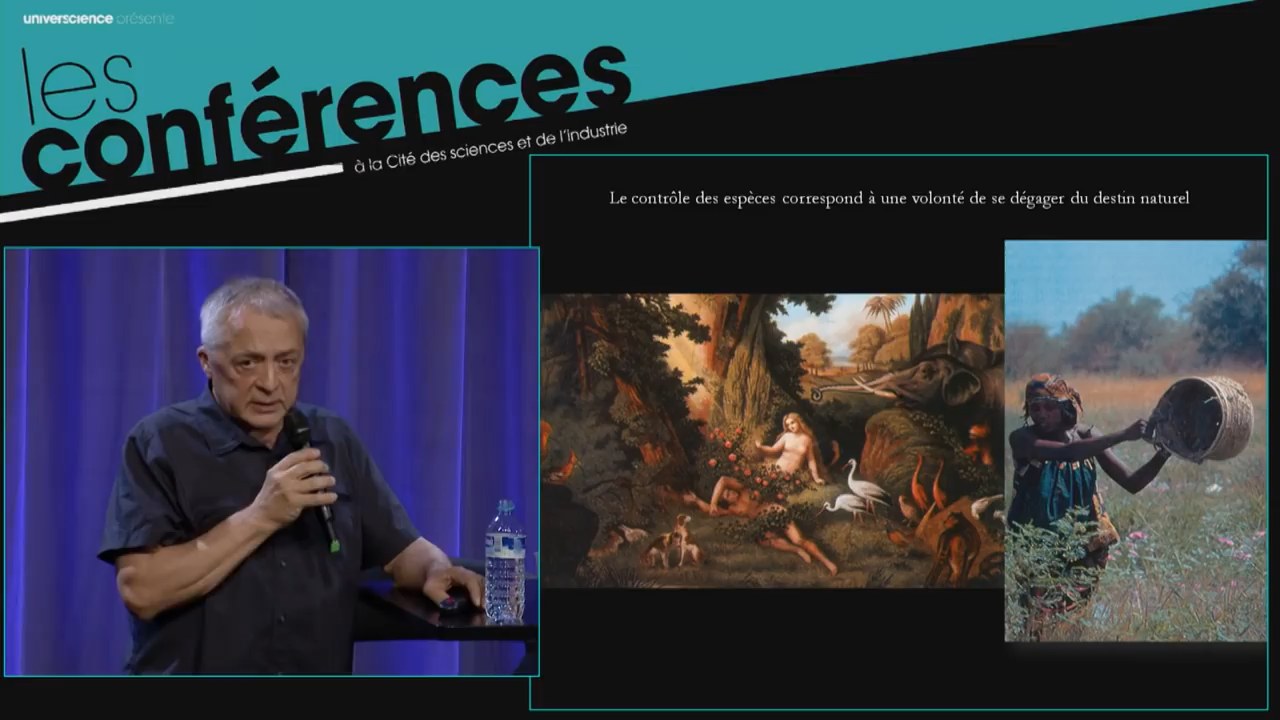 universcience présente
les
conférences
à la Cité des sciences et de l'industrie
Le contrôle des espèces correspond à une volonté de se dégager du destin naturel